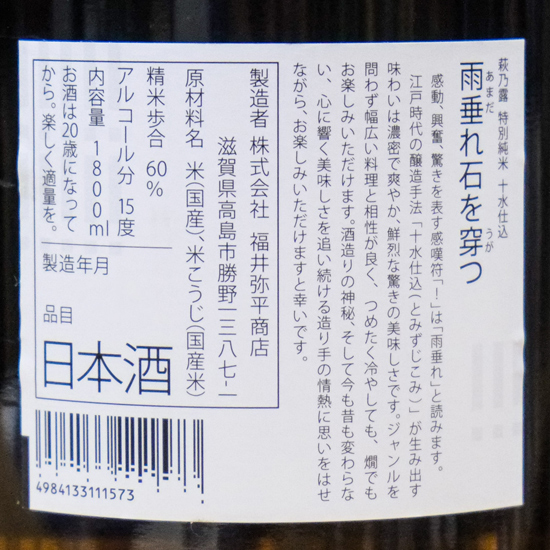 萩乃露 特別純米 十水仕込
雨垂れ石を穿つ
あまだ
うが
感動、興奮、驚きを表す感嘆符「！」は「雨垂れ」と読みます。
江戸時代の醸造手法「十水仕込(とみずじこみ)」が生み出す
味わいは濃密で爽やか、鮮烈な驚きの美味しさです。ジャンルを
問わず幅広い料理と相性が良く、つめたく冷やしても、燗でも
お楽しみいただけます。酒造りの神秘、そして今も昔も変わらな
い、心に響く美味しさを追い続ける造り手の情熱に思いをはせ
ながら、お楽しみいただけますと幸いです。
製造者 株式会社 福井弥平商店
滋賀県高島市勝野一三八七-一
原材料名 米(国産)、米こうじ(国産米)
精米歩合 60%
アルコール分 15度
内容量 1800ml
お酒は20歳になって
から。楽しく適量を。
製造年月
品目
日本酒
4984133111573